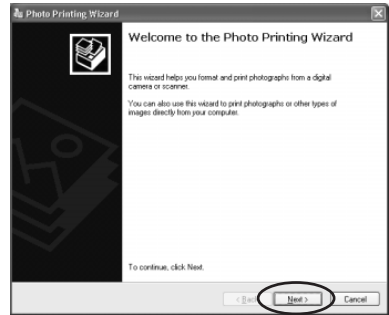 Photo Printing Wizard
Welcome to the Photo Printing Wizard
This wizard helps you format and print photographs from a digital
camera or scanner.
You can also use this wizard to print photographs or other types of
images directly from your computer.
To continue, click Next.
< Back Next > Cancel